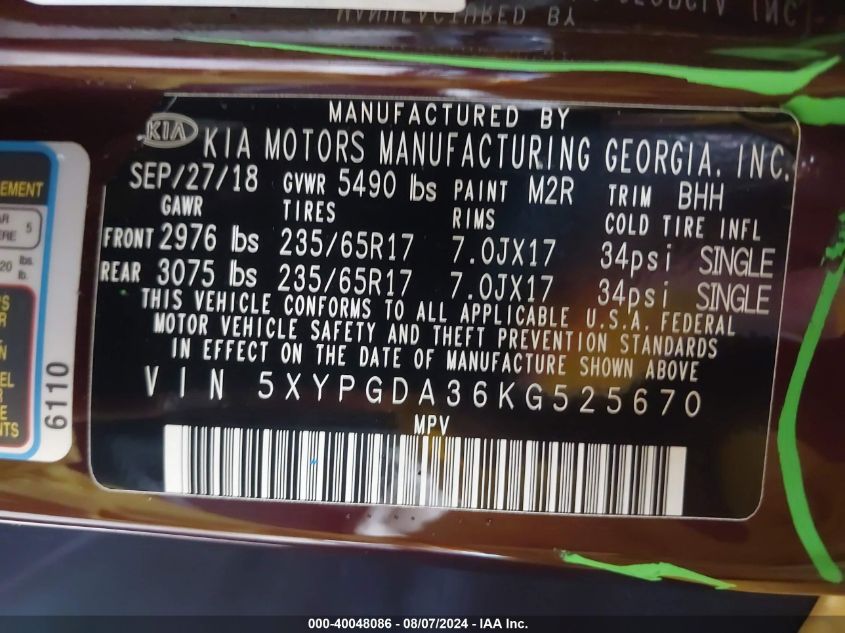 MANUFACTURED BY
KIA KIA MOTORS MANUFACTURING GEORGIA, INC.
SEP/27/18 GVWR 5490 lbs PAINT M2R TRIM BHH
GAWR TIRES RIMS COLD TIRE INFL
FRONT 2976 lbs 235/65R17 7.0JX17 34psi SINGLE
REAR 3075 lbs 235/65R17 7.0JX17 34psi SINGLE
THIS VEHICLE CONFORMS TO ALL APPLICABLE U.S.A. FEDERAL
MOTOR VEHICLE SAFETY AND THEFT PREVENTION STANDARDS
IN EFFECT ON THE DATE OF MANUFACTURE SHOWN ABOVE
VIN 5XYPGDA36KG525670
MPV
6110
000-40048086 - 08/07/2024 - IAA Inc.